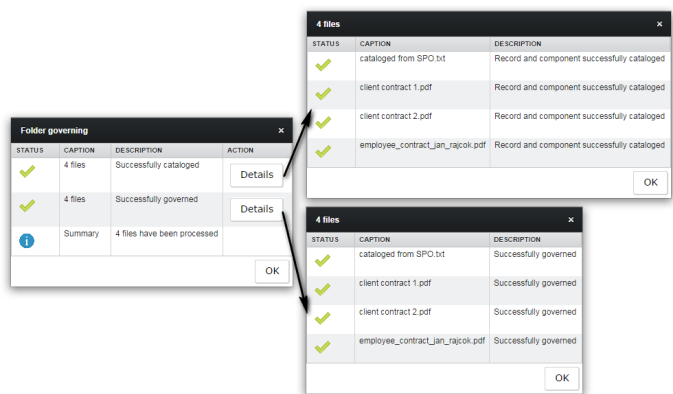 Folder governing ×
STATUS CAPTION DESCRIPTION ACTION
4 files Successfully cataloged Details
4 files Successfully governed Details
Summary 4 files have been processed
OK
4 files ×
STATUS CAPTION DESCRIPTION
cataloged from SPO.txt Record and component successfully cataloged
client contract 1.pdf Record and component successfully cataloged
client contract 2.pdf Record and component successfully cataloged
employee_contract_jan_rajcok.pdf Record and component successfully cataloged
OK
4 files ×
STATUS CAPTION DESCRIPTION
cataloged from SPO.txt Successfully governed
client contract 1.pdf Successfully governed
client contract 2.pdf Successfully governed
employee_contract_jan_rajcok.pdf Successfully governed
OK